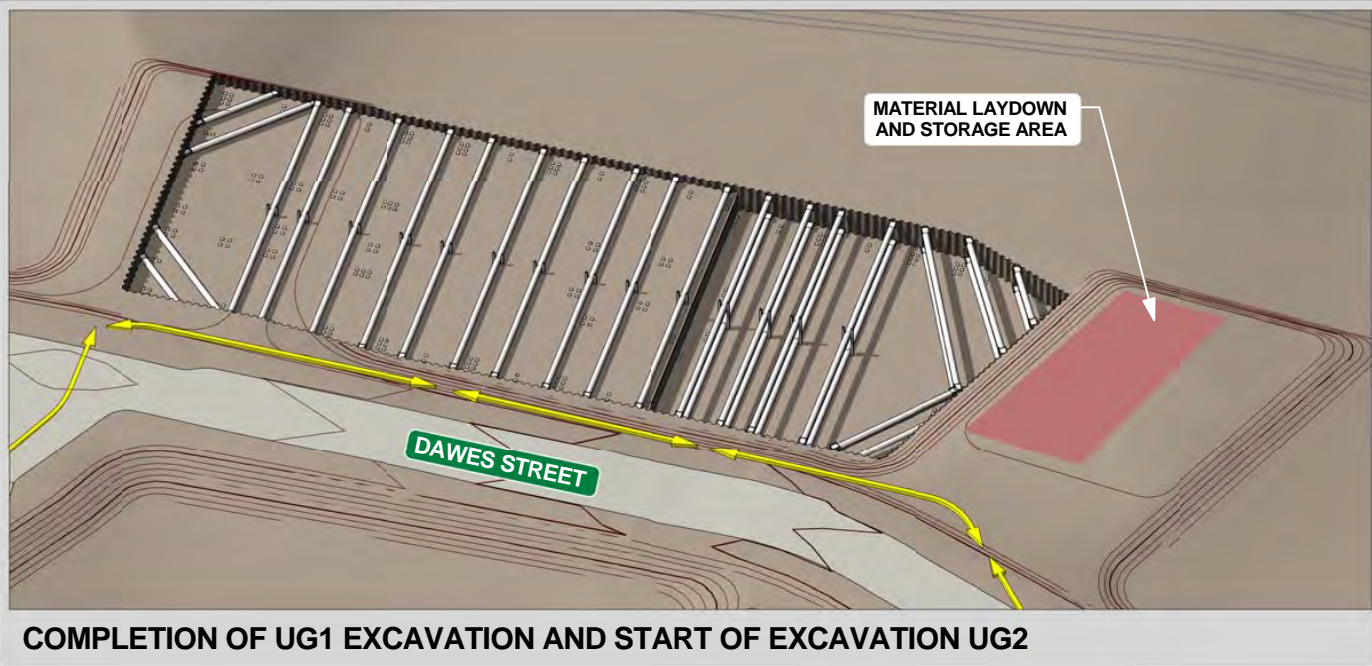 MATERIAL LAYDOWN
AND STORAGE AREA
DAWES STREET
COMPLETION OF UG1 EXCAVATION AND START OF EXCAVATION UG2